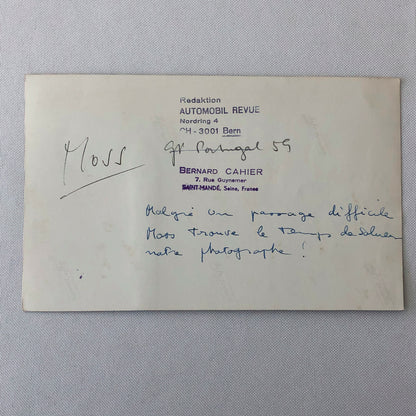 Redaktion
AUTOMOBIL REVUE
Nordring 4
CH - 3001 Bern
Moss
GP Portugal 59
BERNARD CAHIER
7, Rue Guynemer
SAINT-MANDÉ, Seine, France
Malgré un passage difficile
Moss trouve le temps de saluer
notre photographe !